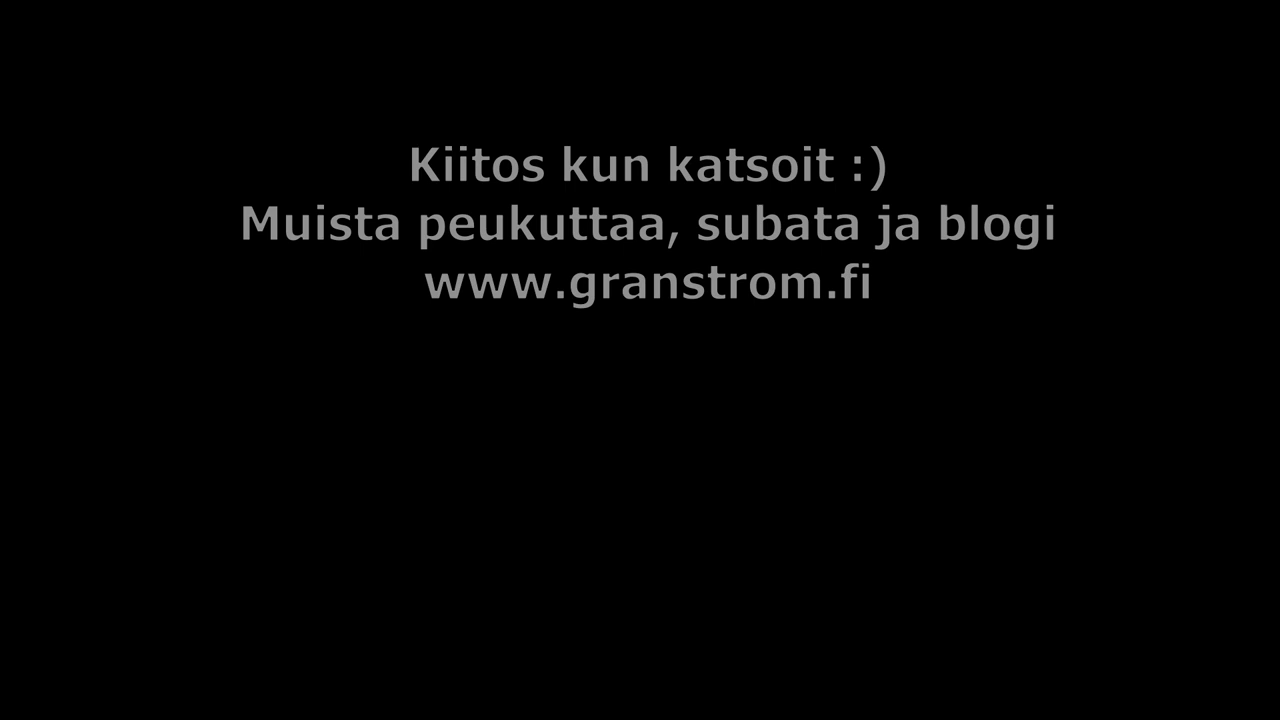 Kiitos kun katsoit :)
Muista peukuttaa, subata ja blogi
www.granstrom.fi